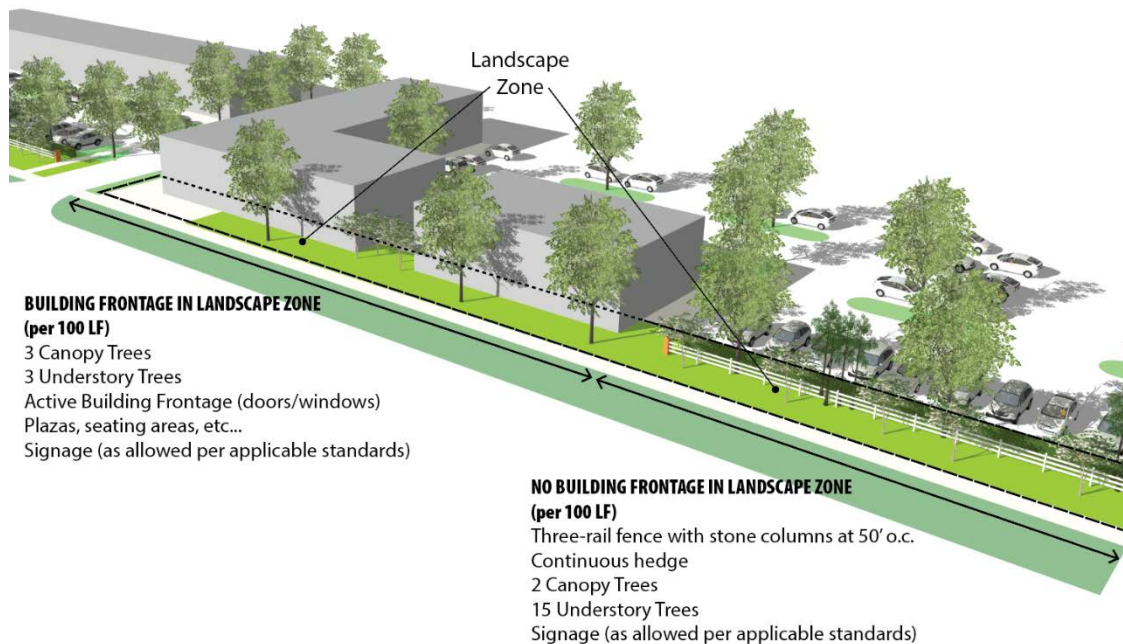 Landscape
Zone
BUILDING FRONTAGE IN LANDSCAPE ZONE
(per 100 LF)
3 Canopy Trees
3 Understory Trees
Active Building Frontage (doors/windows)
Plazas, seating areas, etc...
Signage (as allowed per applicable standards)
NO BUILDING FRONTAGE IN LANDSCAPE ZONE
(per 100 LF)
Three-rail fence with stone columns at 50' o.c.
Continuous hedge
2 Canopy Trees
15 Understory Trees
Signage (as allowed per applicable standards)